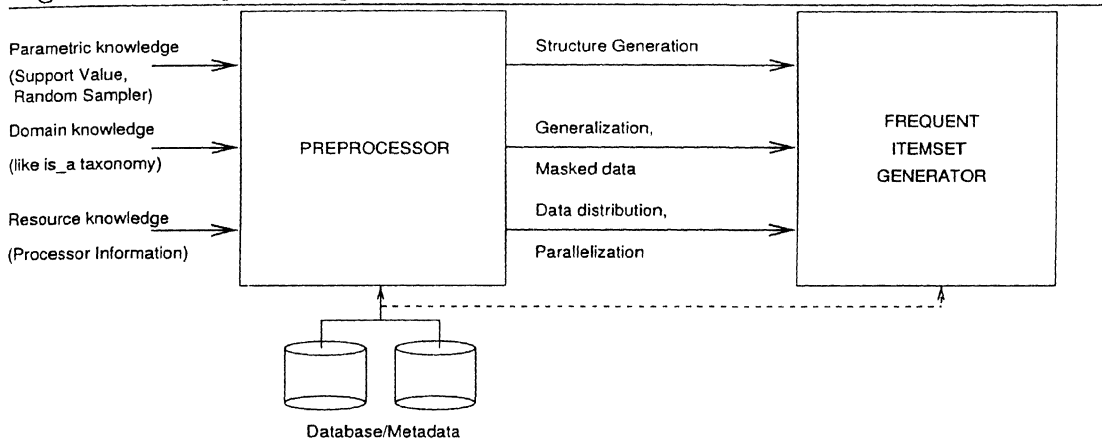 Parametric knowledge
(Support Value,
Random Sampler)
Domain knowledge
(like is_a taxonomy)
Resource knowledge
(Processor Information)
PREPROCESSOR
Structure Generation
Generalization,
Masked data
Data distribution,
Parallelization
FREQUENT
ITEMSET
GENERATOR
Database/Metadata